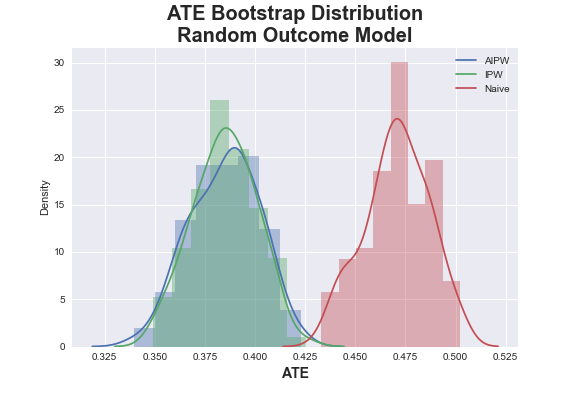 ATE Bootstrap Distribution
Random Outcome Model
AIPW
IPW
Naive
30
25
20
15
10
5
0
Density
0.325 0.350 0.375 0.400 0.425 0.450 0.475 0.500 0.525
ATE